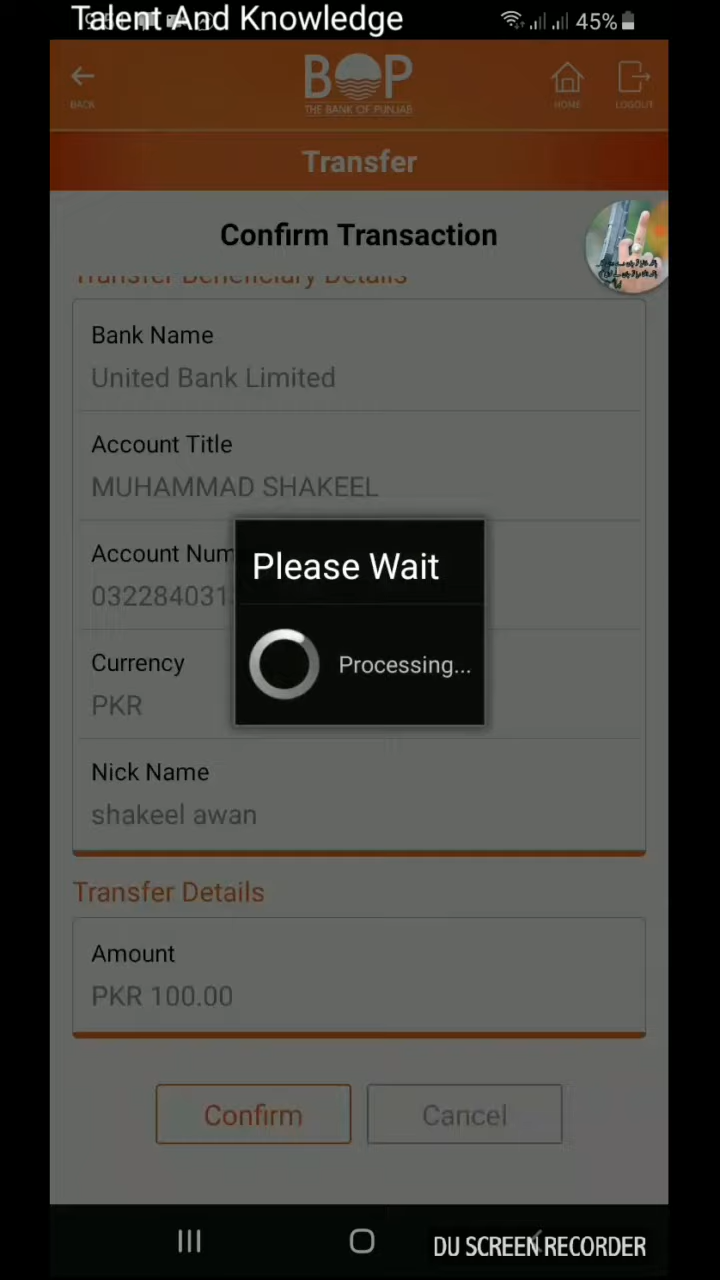 Talent And Knowledge
45%
BACK
BOP
THE BANK OF PUNJAB
HOME
LOGOUT
Transfer
Confirm Transaction
Transfer Beneficiary Details
Bank Name
United Bank Limited
Account Title
MUHAMMAD SHAKEEL
Account Num
032284031
Currency
PKR
Please Wait
Processing...
Nick Name
shakeel awan
Transfer Details
Amount
PKR 100.00
Confirm
Cancel
DU SCREEN RECORDER